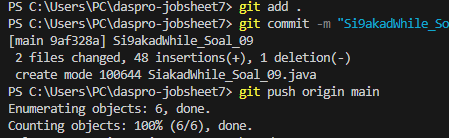 PS C:\Users\PC\daspro-jobsheet7> git add .
PS C:\Users\PC\daspro-jobsheet7> git commit -m "Si9akadWhile_So
[main 9af328a] Si9akadWhile_Soal_09
2 files changed, 48 insertions(+), 1 deletion(-)
create mode 100644 SiakadWhile_Soal_09.java
PS C:\Users\PC\daspro-jobsheet7> git push origin main
Enumerating objects: 6, done.
Counting objects: 100% (6/6), done.